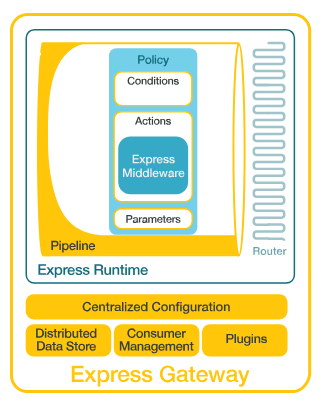 Policy
Conditions
Actions
Express
Middleware
Parameters
Pipeline
Router
Express Runtime
Centralized Configuration
Distributed
Data Store
Consumer
Management
Plugins
Express Gateway